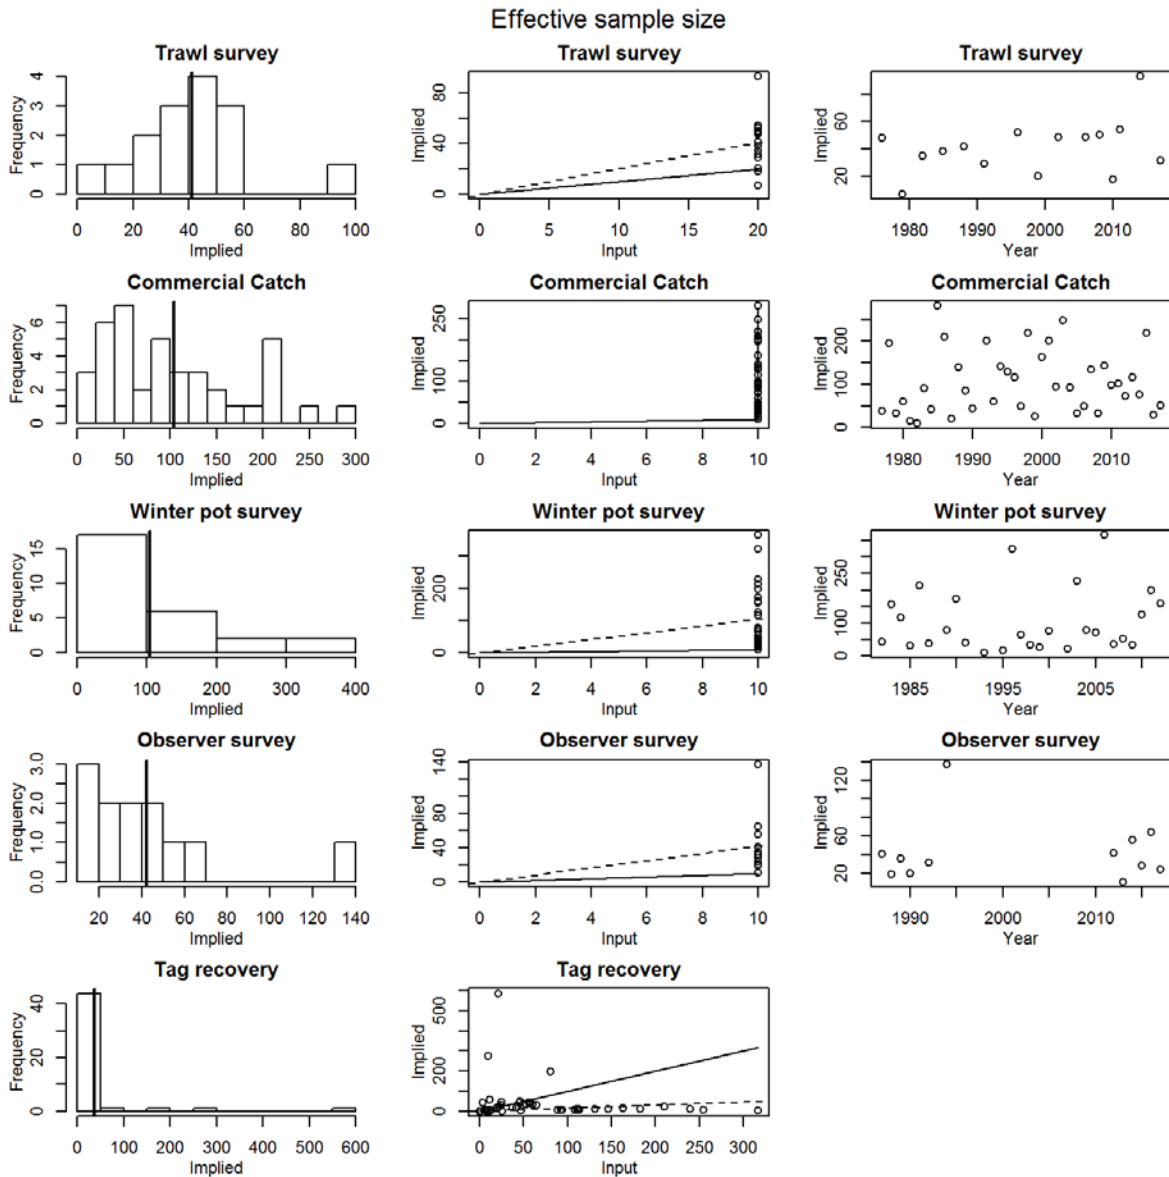 Effective sample size
Trawl survey
Frequency
0 1 2 3 4
0 20 40 60 80 100
Implied
Trawl survey
Implied
0 40 80
0 5 10 15 20
Input
Trawl survey
Implied
20 60
1980 1990 2000 2010
Year
Commercial Catch
Frequency
0 2 4 6
0 50 100 150 200 250 300
Implied
Commercial Catch
Implied
0 100 250
0 2 4 6 8 10
Input
Commercial Catch
Implied
0 100 200
1980 1990 2000 2010
Year
Winter pot survey
Frequency
0 5 10 15
0 100 200 300 400
Implied
Winter pot survey
Implied
0 200
0 2 4 6 8 10
Input
Winter pot survey
Implied
0 100 250
1985 1995 2005
Year
Observer survey
Frequency
0.0 1.0 2.0 3.0
20 40 60 80 100 120 140
Implied
Observer survey
Implied
0 40 80 140
0 2 4 6 8 10
Input
Observer survey
Implied
20 60 120
1990 2000 2010
Year
Tag recovery
Frequency
0 20 40
0 100 200 300 400 500 600
Implied
Tag recovery
Implied
0 200 500
0 50 100 150 200 250 300
Input